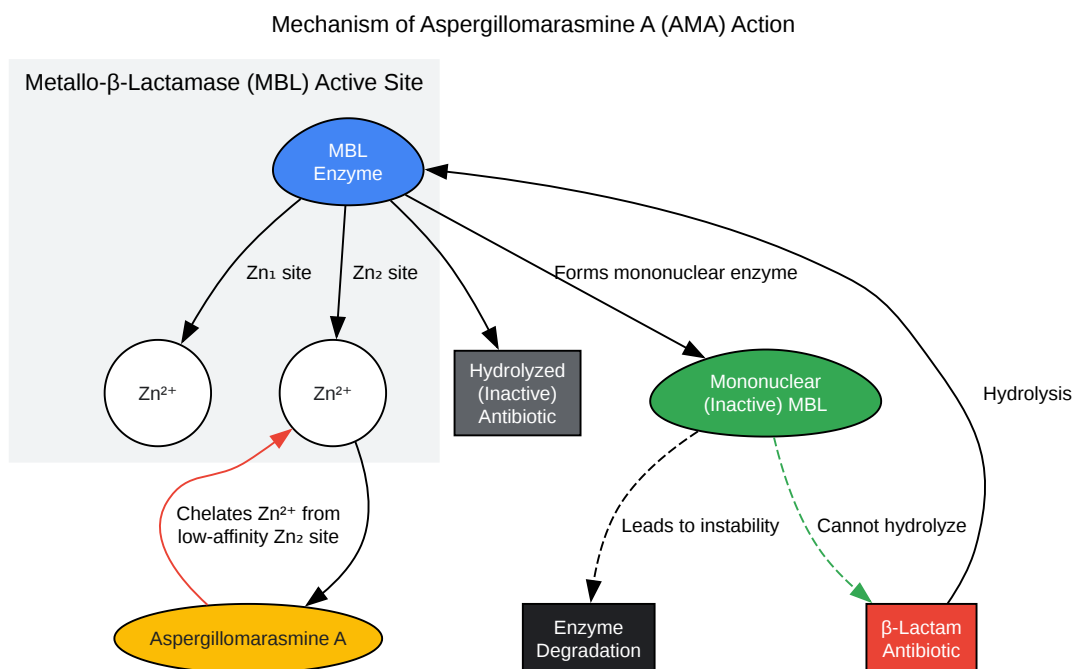 Mechanism of Aspergillomarasmine A (AMA) Action
Metallo-β-Lactamase (MBL) Active Site
MBL
Enzyme
Zn₁ site
Zn₂ site
Forms mononuclear enzyme
Zn²⁺
Zn²⁺
Hydrolyzed
(Inactive)
Antibiotic
Mononuclear
(Inactive) MBL
Hydrolysis
Chelates Zn²⁺ from
low-affinity Zn₂ site
Leads to instability
Cannot hydrolyze
Aspergillomarasmine A
Enzyme
Degradation
β-Lactam
Antibiotic